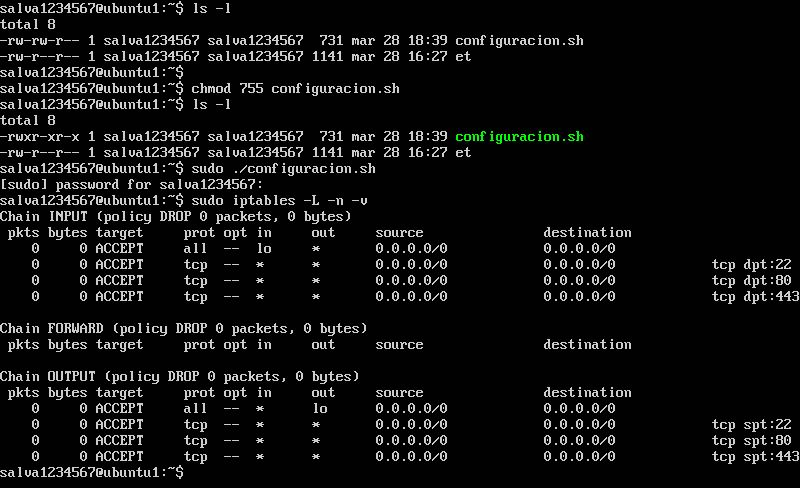 salva1234567@ubuntu1:~$ ls -l
total 8
-rw-rw-r-- 1 salva1234567 salva1234567  731 mar 28 18:39 configuracion.sh
-rw-r--r-- 1 salva1234567 salva1234567 1141 mar 28 16:27 et
salva1234567@ubuntu1:~$
salva1234567@ubuntu1:~$ chmod 755 configuracion.sh
salva1234567@ubuntu1:~$ ls -l
total 8
-rwxr-xr-x 1 salva1234567 salva1234567  731 mar 28 18:39 configuracion.sh
-rw-r--r-- 1 salva1234567 salva1234567 1141 mar 28 16:27 et
salva1234567@ubuntu1:~$ sudo ./configuracion.sh
[sudo] password for salva1234567:
salva1234567@ubuntu1:~$ sudo iptables -L -n -v
Chain INPUT (policy DROP 0 packets, 0 bytes)
 pkts bytes target     prot opt in     out     source               destination
    0     0 ACCEPT     all  --  lo     *       0.0.0.0/0            0.0.0.0/0
    0     0 ACCEPT     tcp  --  *      *       0.0.0.0/0            0.0.0.0/0            tcp dpt:22
    0     0 ACCEPT     tcp  --  *      *       0.0.0.0/0            0.0.0.0/0            tcp dpt:80
    0     0 ACCEPT     tcp  --  *      *       0.0.0.0/0            0.0.0.0/0            tcp dpt:443

Chain FORWARD (policy DROP 0 packets, 0 bytes)
 pkts bytes target     prot opt in     out     source               destination

Chain OUTPUT (policy DROP 0 packets, 0 bytes)
 pkts bytes target     prot opt in     out     source               destination
    0     0 ACCEPT     all  --  *      lo      0.0.0.0/0            0.0.0.0/0
    0     0 ACCEPT     tcp  --  *      *       0.0.0.0/0            0.0.0.0/0            tcp spt:22
    0     0 ACCEPT     tcp  --  *      *       0.0.0.0/0            0.0.0.0/0            tcp spt:80
    0     0 ACCEPT     tcp  --  *      *       0.0.0.0/0            0.0.0.0/0            tcp spt:443
salva1234567@ubuntu1:~$